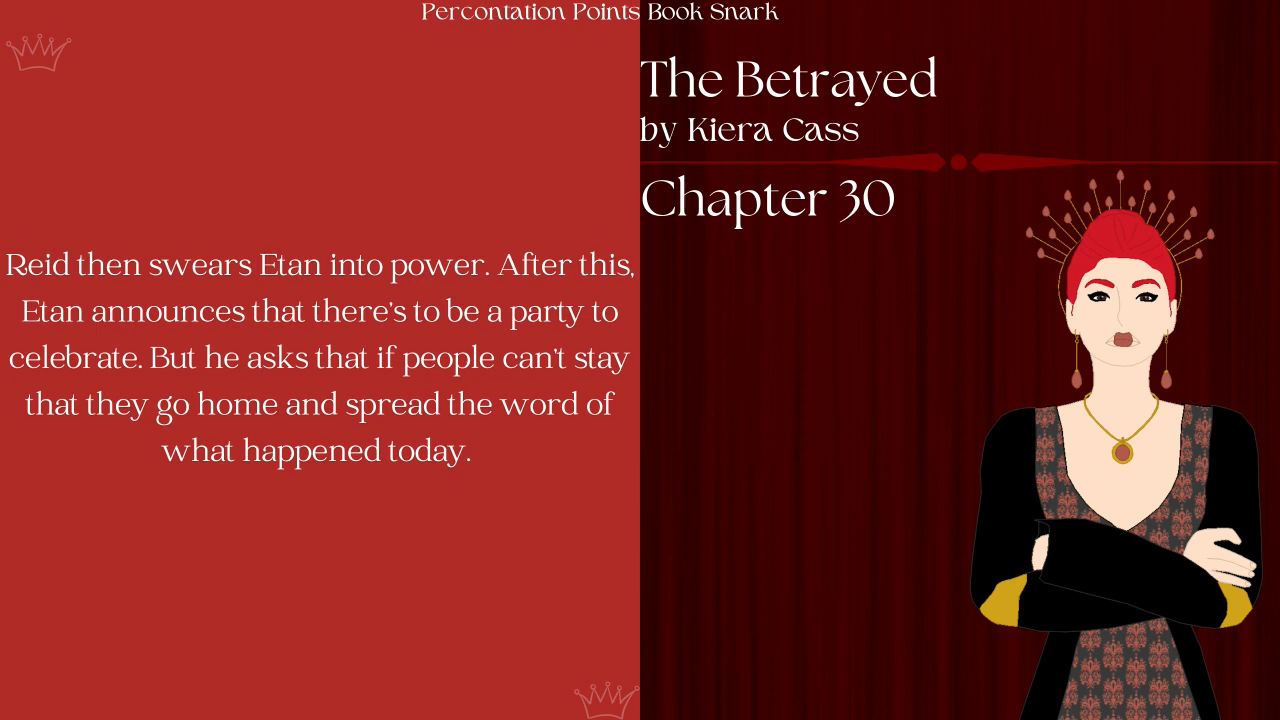 Percontation Points Book Snark
The Betrayed
by Kiera Cass
Chapter 30
Reid then swears Etan into power. After this,
Etan announces that there's to be a party to
celebrate. But he asks that if people can't stay
that they go home and spread the word of
what happened today.